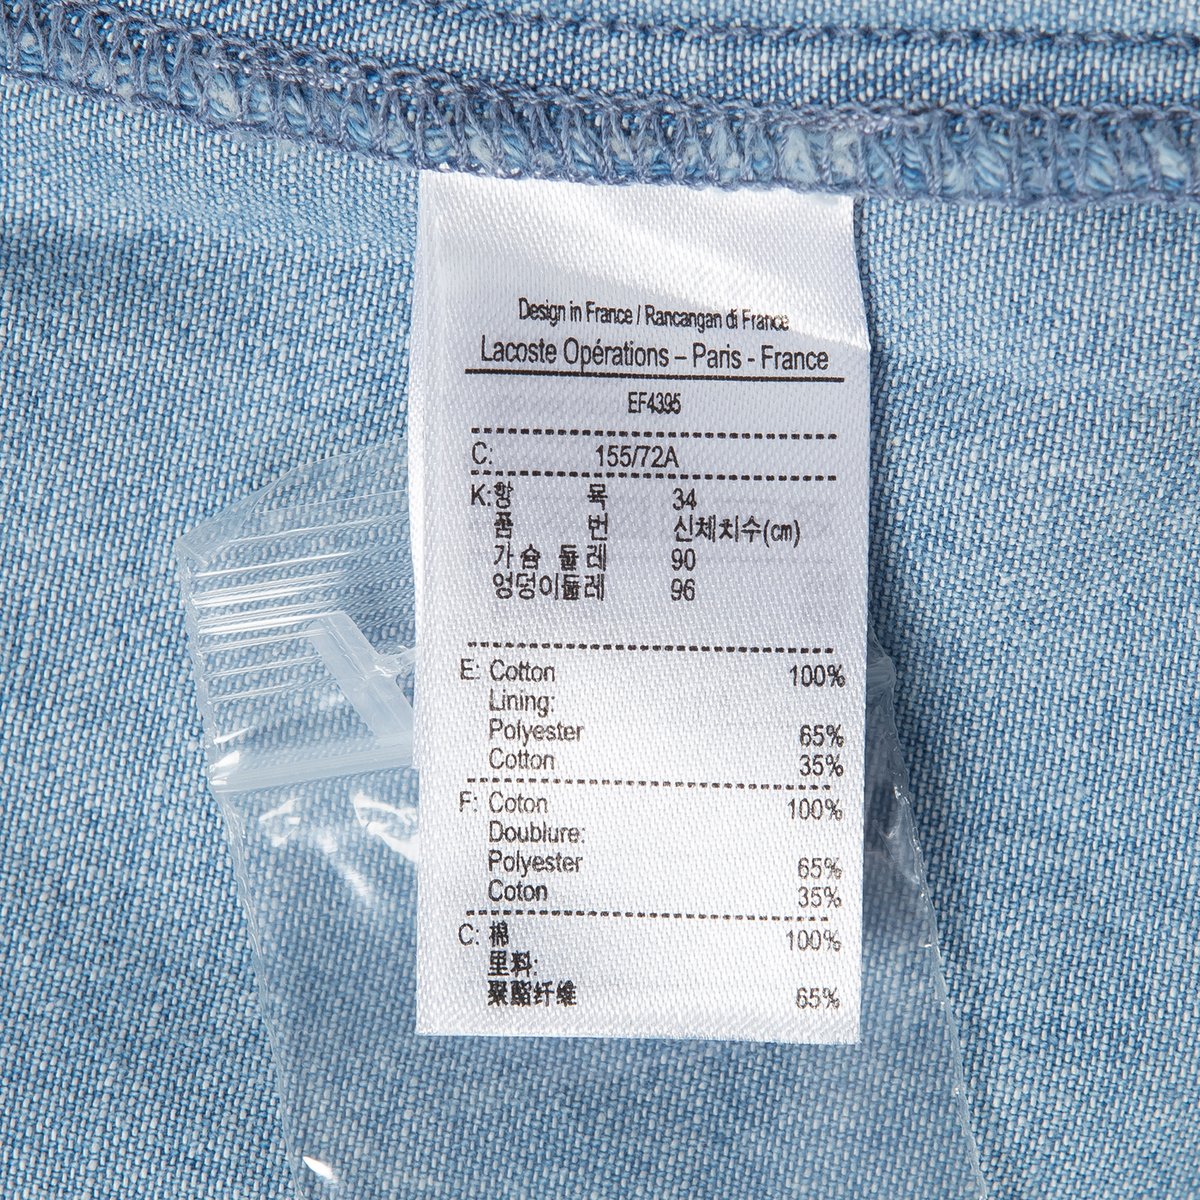 Design in France / Rancangan di France
Lacoste Opérations – Paris - France
EF4395
C: 155/72A
K: 항 목 34
품 번 신체치수(cm)
가슴둘레 90
엉덩이둘레 96
E: Cotton 100%
Lining:
Polyester 65%
Cotton 35%
F: Coton 100%
Doublure:
Polyester 65%
Coton 35%
C: 棉 100%
里料:
聚酯纤维 65%